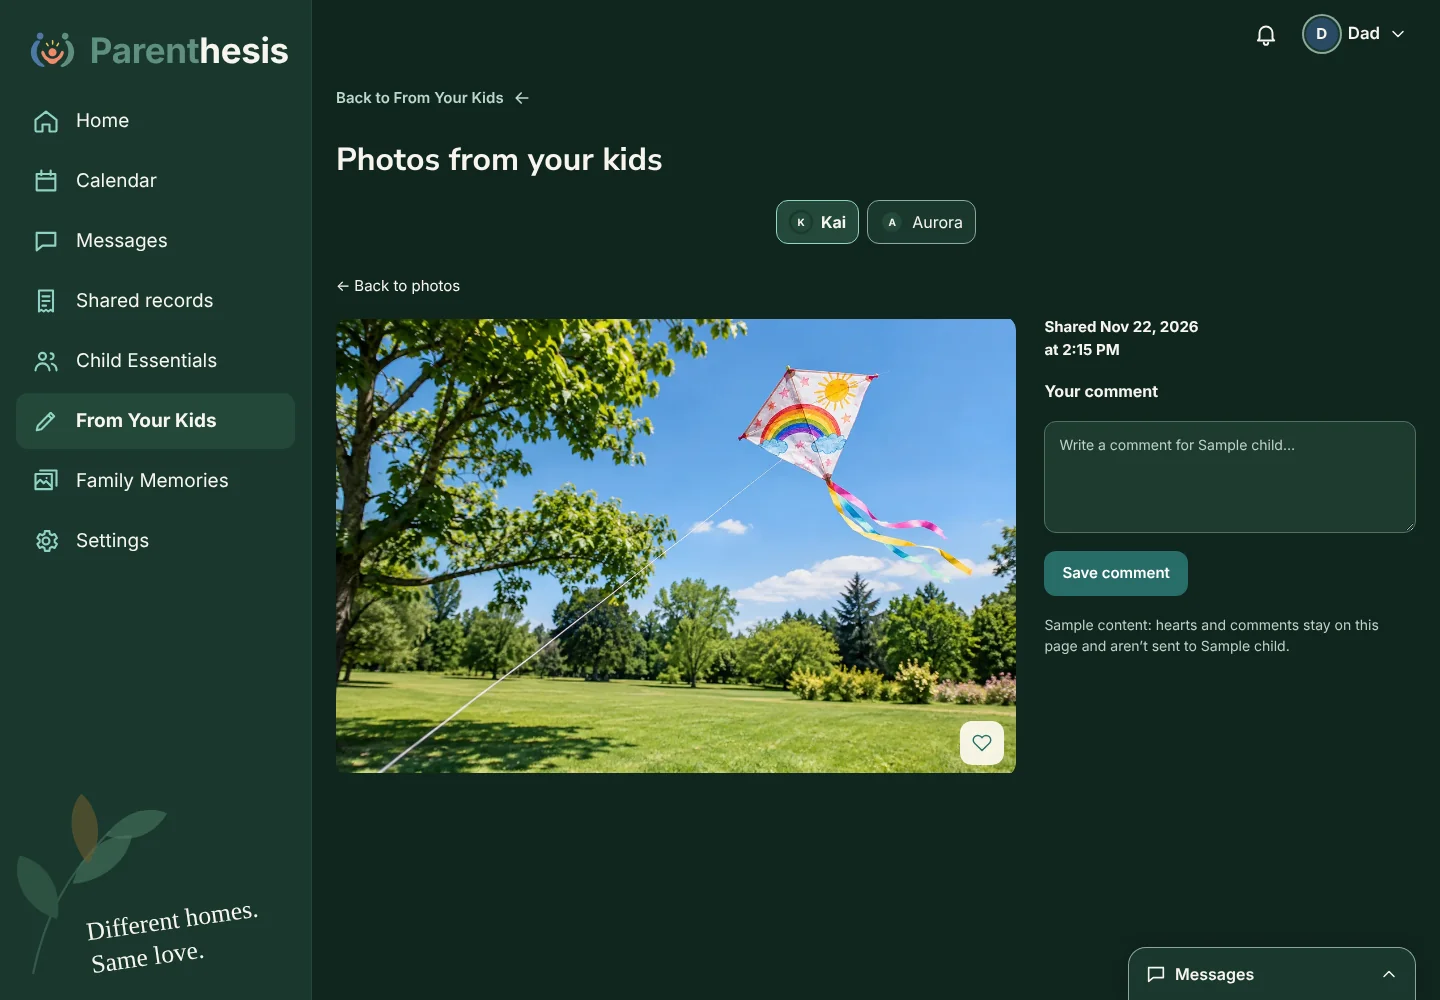 Parenthesis
Home
Calendar
Messages
Shared records
Child Essentials
From Your Kids
Family Memories
Settings
Different homes.
Same love.
D Dad
Back to From Your Kids ←
Photos from your kids
K Kai
A Aurora
← Back to photos
Shared Nov 22, 2026
at 2:15 PM
Your comment
Write a comment for Sample child...
Save comment
Sample content: hearts and comments stay on this
page and aren’t sent to Sample child.
Messages